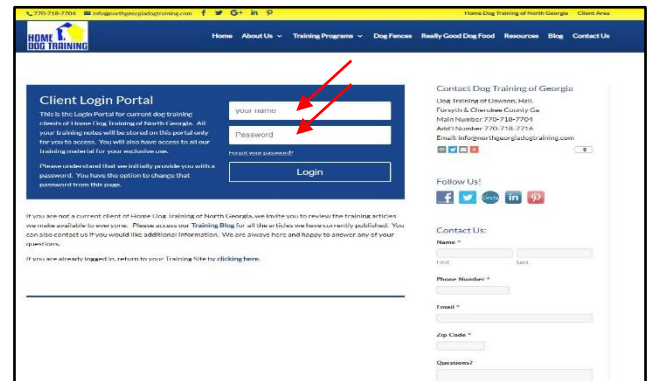 770-718-7704 info@northgeorgiadogtraining.com
Home Dog Training of North Georgia Client Area
HOME
DOG TRAINING
Home About Us Training Programs Dog Fences Really Good Dog Food Resources Blog Contact Us
Client Login Portal
This is the Login Portal for current dog training
clients of Home Dog Training of North Georgia. All
your training notes will be stored on this portal only
for you to access. You will also have access to all our
training material for your exclusive use.
Please understand that we initially provide you with a
password. You have the option to change that
password from this page.
your name
Password
Forgot your password?
Login
If you are not a current client of Home Dog Training of North Georgia, we invite you to review the training articles
we make available to everyone. Please access our Training Blog for all the articles we have currently published. You
can also contact us if you would like additional information. We are always here and happy to answer any of your
questions.
If you are already logged in, return to your Training Site by clicking here.
Contact Dog Training of Georgia
Dog Training of Dawson, Hall,
Forsyth & Cherokee County Ga
Main Number 770-718-7704
Add'l Number 770-718-7716
Email: info@northgeorgiadogtraining.com
Follow Us!
Contact Us:
Name *
First Last
Phone Number *
Email *
Zip Code *
Questions?